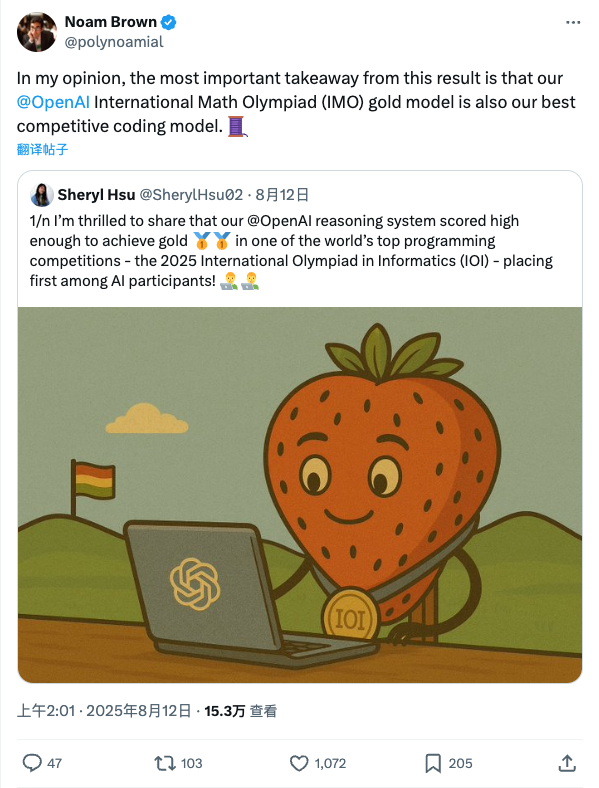 Noam Brown
@polynoamial
In my opinion, the most important takeaway from this result is that our
@OpenAI International Math Olympiad (IMO) gold model is also our best
competitive coding model. 🧵
翻译帖子
Sheryl Hsu @SherylHsu02 · 8月12日
1/n I’m thrilled to share that our @OpenAI reasoning system scored high
enough to achieve gold 🥇🥇 in one of the world’s top programming
competitions - the 2025 International Olympiad in Informatics (IOI) - placing
first among AI participants! 👨‍💻👨‍💻
IOI
上午2:01 · 2025年8月12日 · 15.3万 查看
47 103 1,072 205